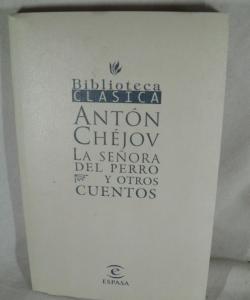 Biblioteca
CLÁSICA
ANTÓN
CHÉJOV
LA SEÑORA
DEL PERRO
Y OTROS
CUENTOS
e
ESPASA